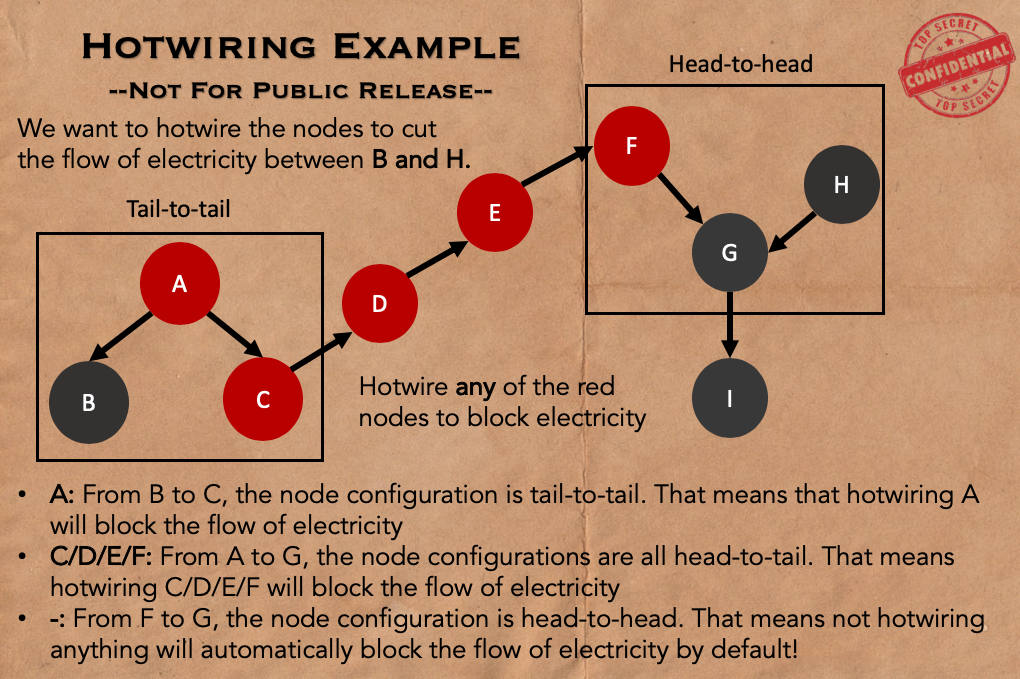 HOTWIRING EXAMPLE
--NOT FOR PUBLIC RELEASE--
TOP SECRET
CONFIDENTIAL
TOP SECRET
We want to hotwire the nodes to cut
the flow of electricity between B and H.
Head-to-head
F
H
E
G
Tail-to-tail
A
D
B
C
I
Hotwire any of the red
nodes to block electricity
• A: From B to C, the node configuration is tail-to-tail. That means that hotwiring A
will block the flow of electricity
• C/D/E/F: From A to G, the node configurations are all head-to-tail. That means
hotwiring C/D/E/F will block the flow of electricity
• -: From F to G, the node configuration is head-to-head. That means not hotwiring
anything will automatically block the flow of electricity by default!